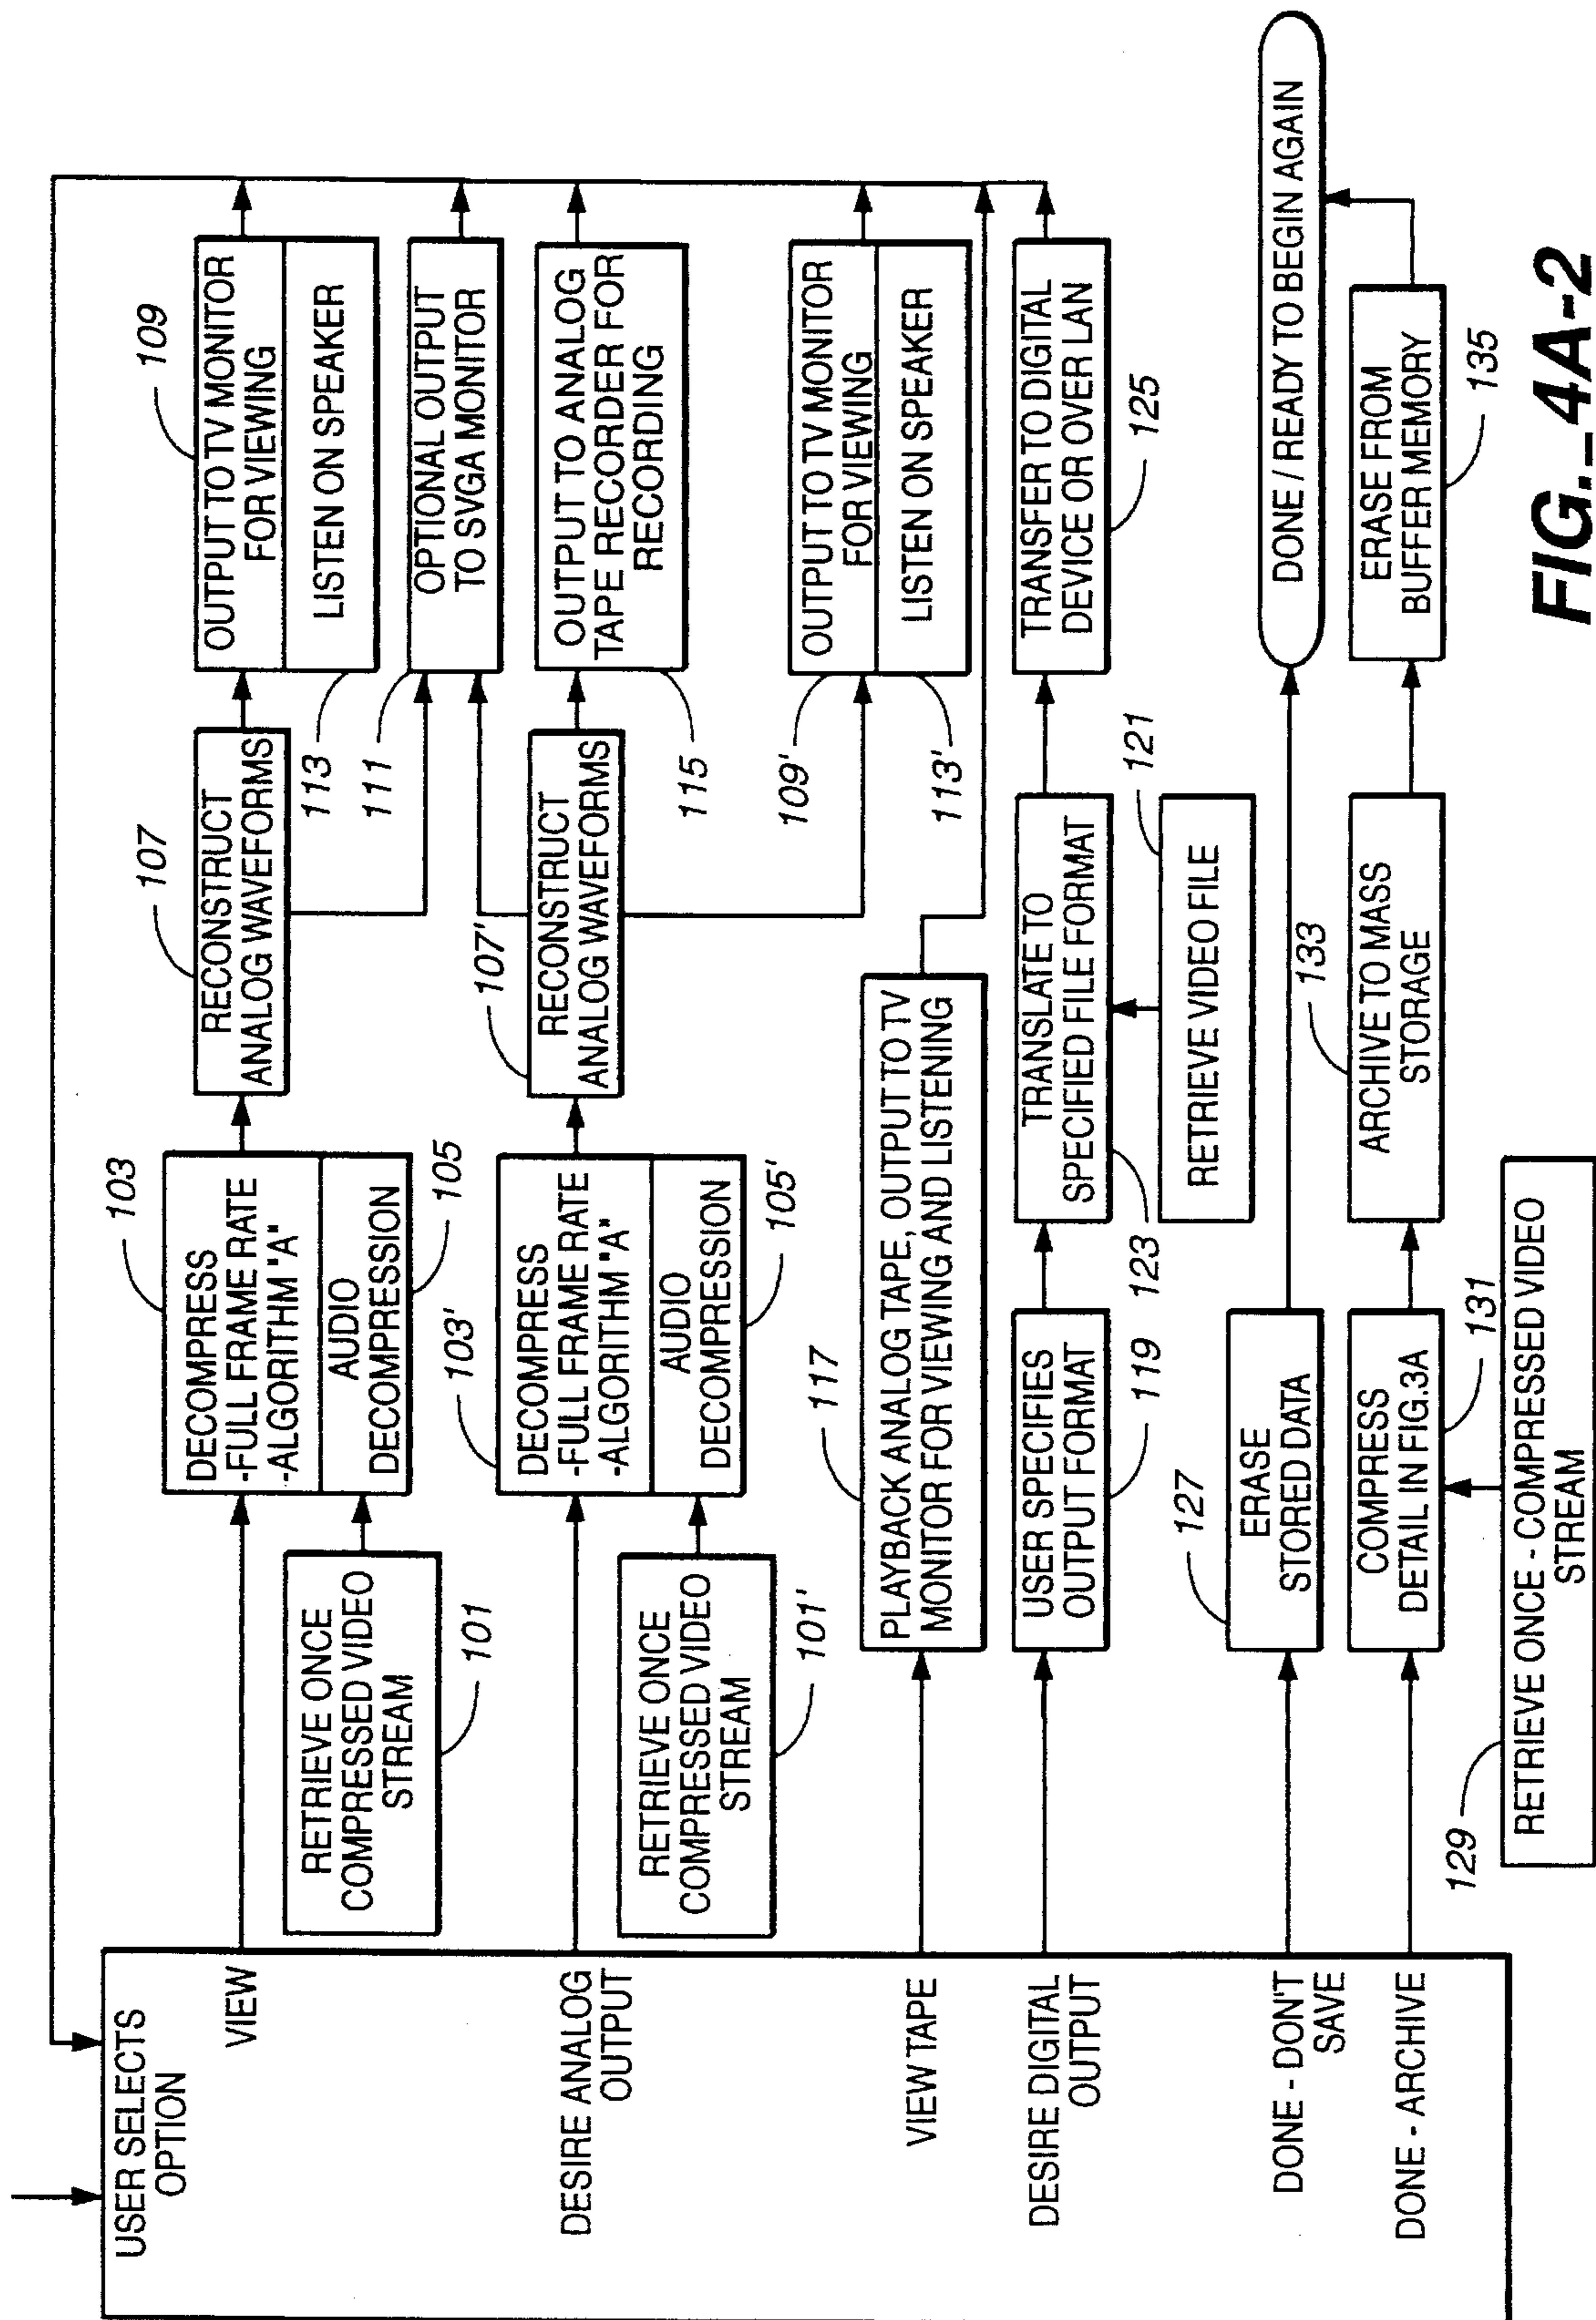 USER SELECTS
OPTION
VIEW
DESIRE ANALOG
OUTPUT
VIEW TAPE
DESIRE DIGITAL
OUTPUT
DONE - DON'T
SAVE
DONE - ARCHIVE
RETRIEVE ONCE
COMPRESSED VIDEO
STREAM
101
DECOMPRESS
-FULL FRAME RATE
-ALGORITHM "A"
103
AUDIO
DECOMPRESSION
105
RECONSTRUCT
ANALOG WAVEFORMS
107
OUTPUT TO TV MONITOR
FOR VIEWING
109
LISTEN ON SPEAKER
113
OPTIONAL OUTPUT
TO SVGA MONITOR
111
RETRIEVE ONCE
COMPRESSED VIDEO
STREAM
101'
DECOMPRESS
-FULL FRAME RATE
-ALGORITHM "A"
103'
AUDIO
DECOMPRESSION
105'
RECONSTRUCT
ANALOG WAVEFORMS
107'
OUTPUT TO ANALOG
TAPE RECORDER FOR
RECORDING
115
OUTPUT TO TV MONITOR
FOR VIEWING
109'
LISTEN ON SPEAKER
113'
PLAYBACK ANALOG TAPE, OUTPUT TO TV
MONITOR FOR VIEWING AND LISTENING
117
USER SPECIFIES
OUTPUT FORMAT
119
TRANSLATE TO
SPECIFIED FILE FORMAT
123
RETRIEVE VIDEO FILE
121
TRANSFER TO DIGITAL
DEVICE OR OVER LAN
125
ERASE
STORED DATA
127
DONE / READY TO BEGIN AGAIN
COMPRESS
DETAIL IN FIG.3A
131
RETRIEVE ONCE - COMPRESSED VIDEO
STREAM
129
ARCHIVE TO MASS
STORAGE
133
ERASE FROM
BUFFER MEMORY
135
FIG._4A-2